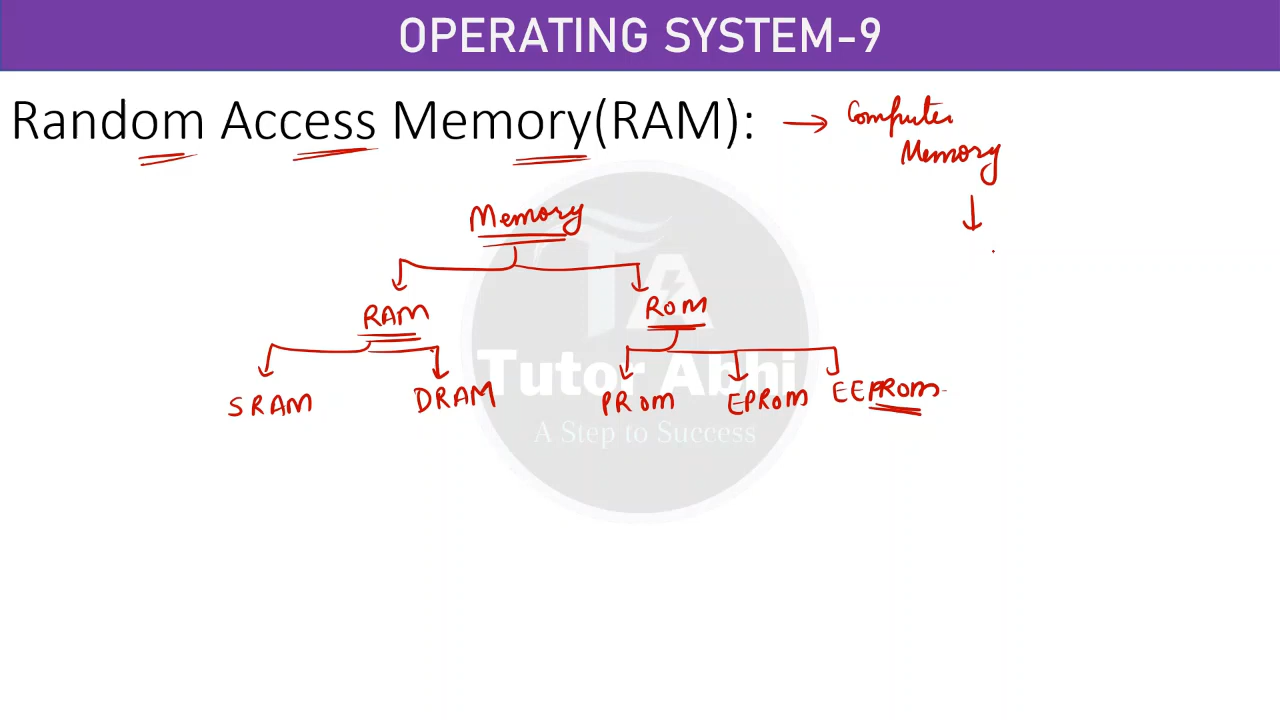 OPERATING SYSTEM-9
Random Access Memory(RAM): → Computer
Memory
Memory
RAM ROM
SRAM DRAM PROM EPROM EEPROM
TA
Tutor Abhi
A Step to Success